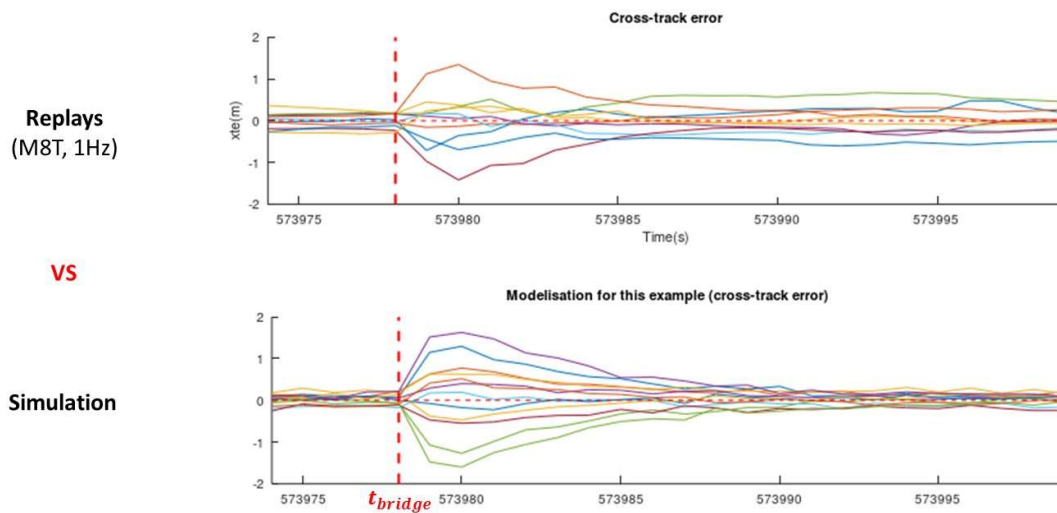 Cross-track error
2
1
0
-1
-2
xte(m)
573975
573980
573985
573990
573995
Time(s)
Replays
(M8T, 1Hz)
VS
Modelisation for this example (cross-track error)
2
1
0
-1
-2
573975
t_bridge
573980
573985
573990
573995
Simulation